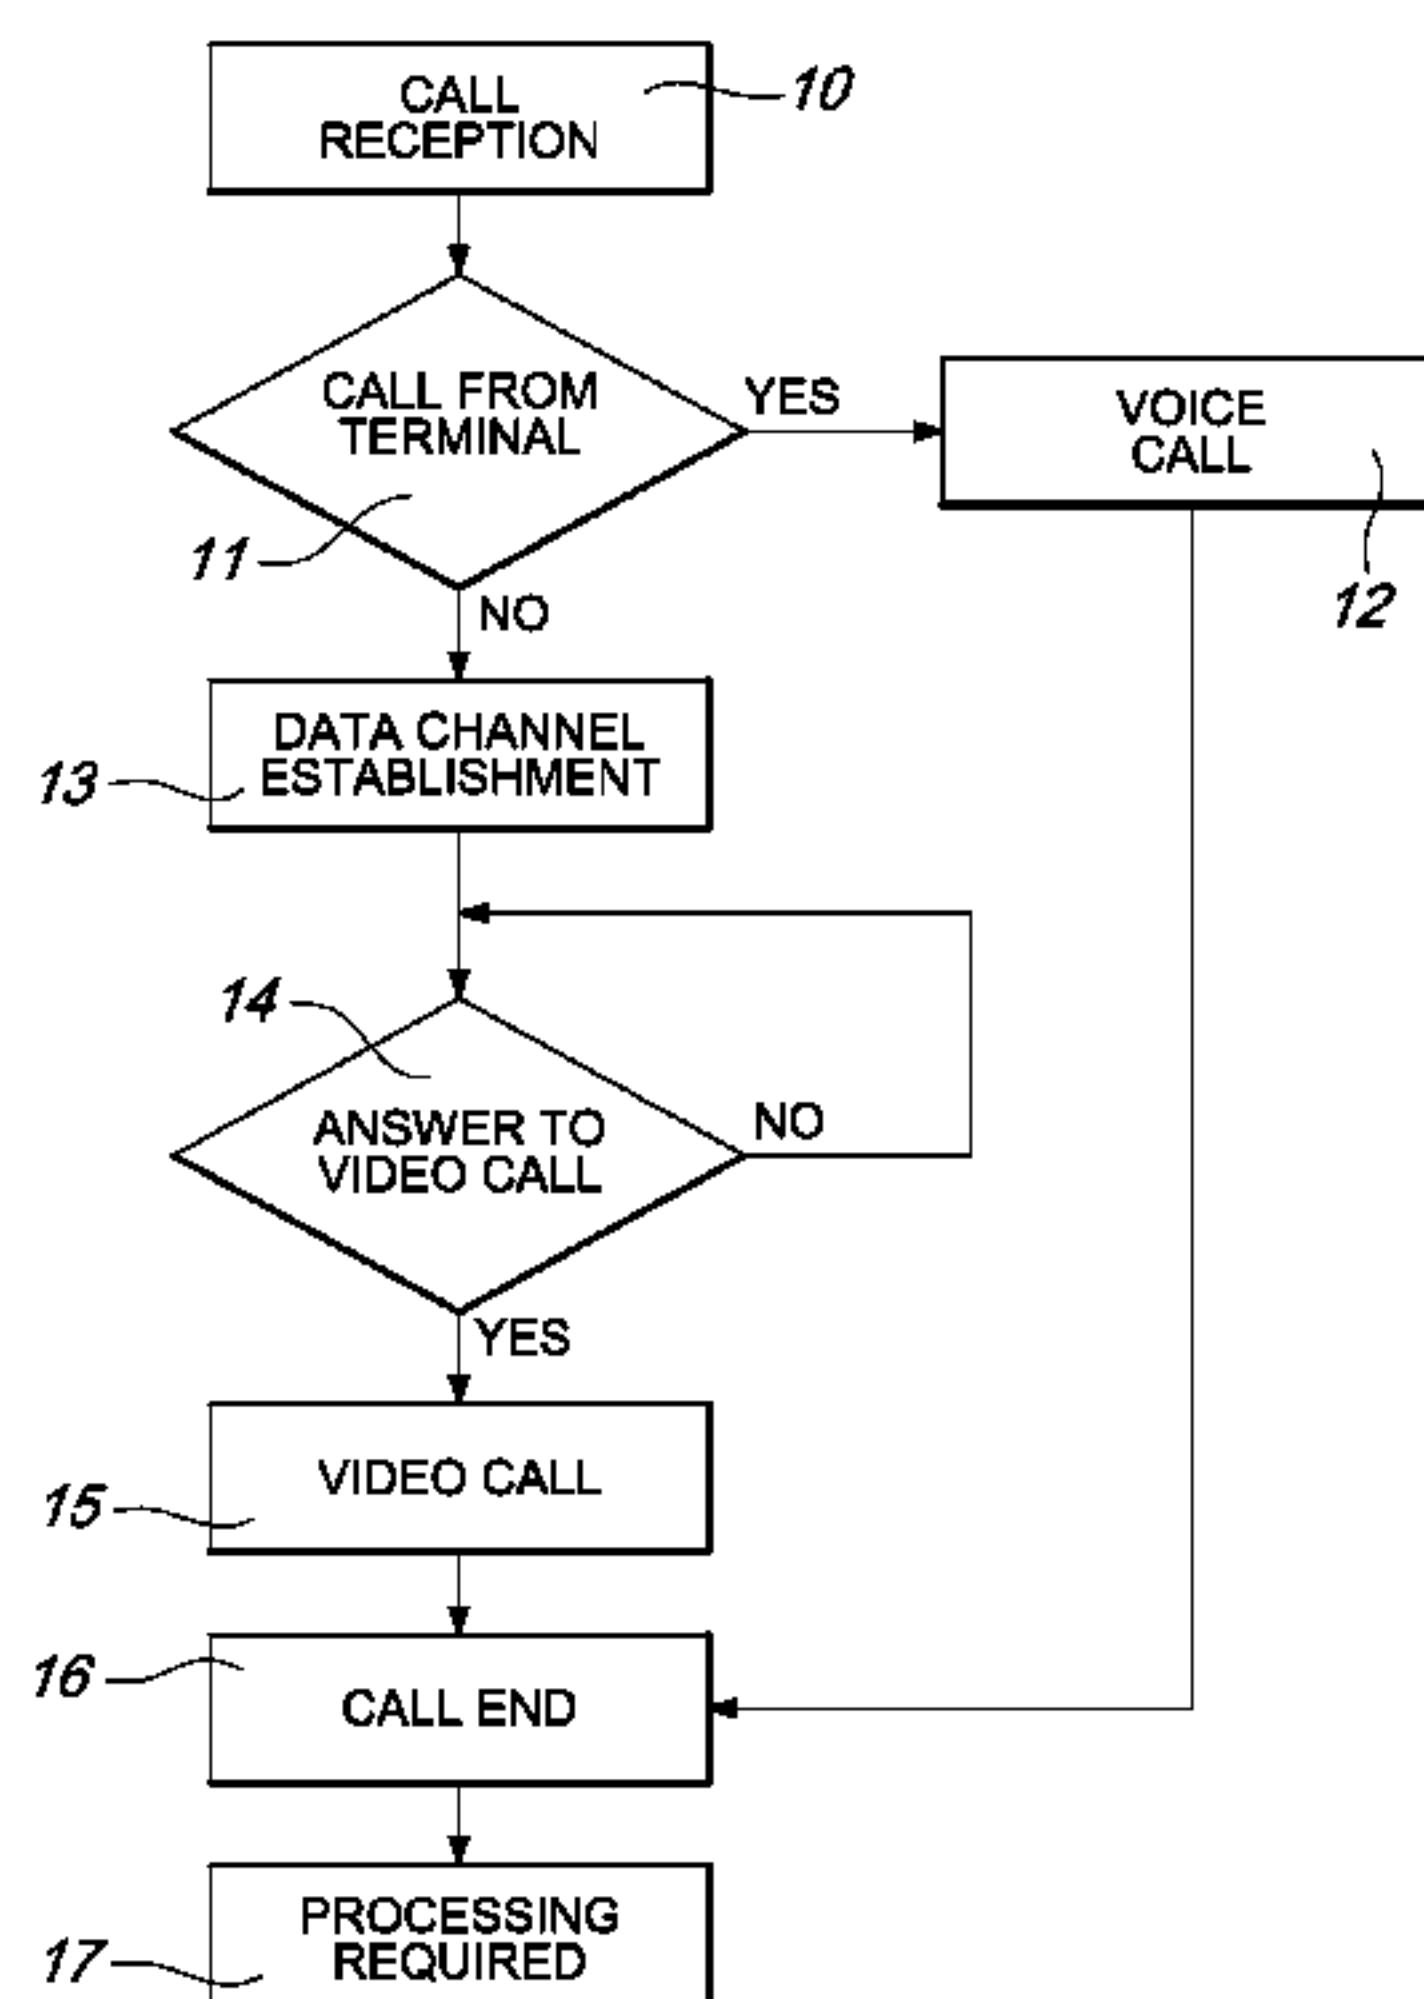 CALL
RECEPTION
10
CALL FROM
TERMINAL
YES
VOICE
CALL
11
12
NO
DATA CHANNEL
ESTABLISHMENT
13
14
ANSWER TO
VIDEO CALL
NO
YES
VIDEO CALL
15
16
CALL END
PROCESSING
REQUIRED
17